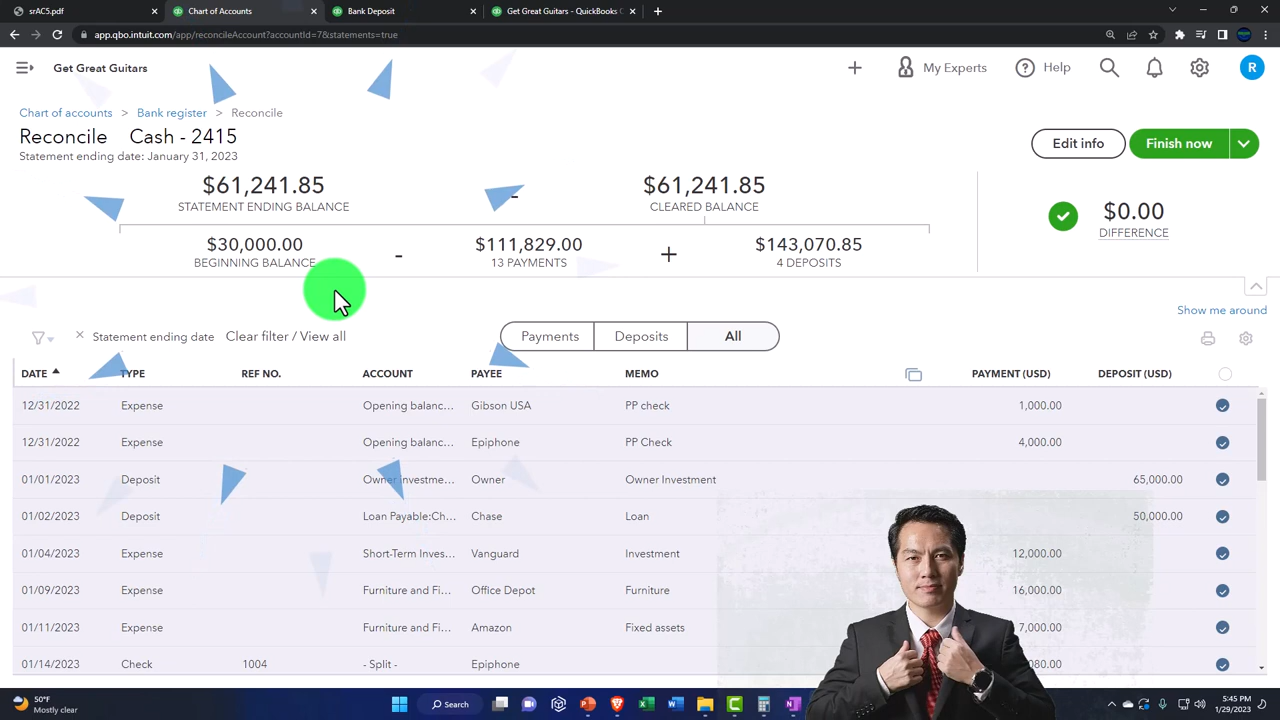 srAC5.pdf
Chart of Accounts
Bank Deposit
Get Great Guitars - QuickBooks C
app.qbo.intuit.com/app/reconcileAccount?accountId=7&statements=true
Get Great Guitars
My Experts
Help
R
Chart of accounts > Bank register > Reconcile
Reconcile Cash - 2415
Statement ending date: January 31, 2023
Edit info
Finish now
$61,241.85
STATEMENT ENDING BALANCE
-
$61,241.85
CLEARED BALANCE
$0.00
DIFFERENCE
$30,000.00
BEGINNING BALANCE
-
$111,829.00
13 PAYMENTS
+
$143,070.85
4 DEPOSITS
Show me around
Statement ending date Clear filter / View all
Payments Deposits All
DATE TYPE REF NO. ACCOUNT PAYEE MEMO PAYMENT (USD) DEPOSIT (USD)
12/31/2022 Expense Opening balanc... Gibson USA PP check 1,000.00
12/31/2022 Expense Opening balanc... Epiphone PP Check 4,000.00
01/01/2023 Deposit Owner investme... Owner Owner Investment 65,000.00
01/02/2023 Deposit Loan Payable:Ch... Chase Loan 50,000.00
01/04/2023 Expense Short-Term Inves... Vanguard Investment 12,000.00
01/09/2023 Expense Furniture and Fi... Office Depot Furniture 16,000.00
01/11/2023 Expense Furniture and Fi... Amazon Fixed assets 7,000.00
01/14/2023 Check 1004 - Split - Epiphone
50°F
Mostly clear
Search
5:45 PM
1/29/2023